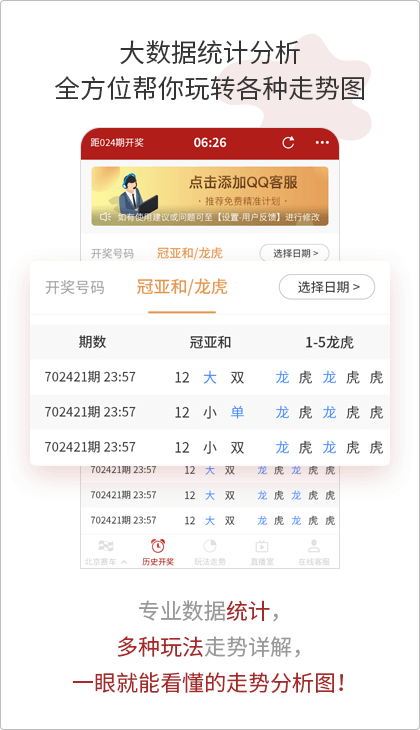 大数据统计分析
全方位帮你玩转各种走势图
距024期开奖 06:26
点击添加QQ客服
·推荐免费精准计划·
如有使用建议或问题可至【设置-用户反馈】进行修改
开奖号码 冠亚和/龙虎 选择日期 >
开奖号码 冠亚和/龙虎 选择日期 >
期数 冠亚和 1-5龙虎
702421期 23:57 12 大 双 龙 虎 龙 虎 虎
702421期 23:57 12 小 单 龙 虎 龙 虎 虎
702421期 23:57 12 小 双 龙 虎 龙 虎 虎
702421期 23:57 12 大 双 龙 虎 龙 虎 虎
702421期 23:57 12 大 双 龙 虎 龙 虎 虎
702421期 23:57 12 大 双 龙 虎 龙 虎 虎
北京赛车 历史开奖 玩法走势 直播室 在线客服
专业数据统计，
多种玩法走势详解，
一眼就能看懂的走势分析图！